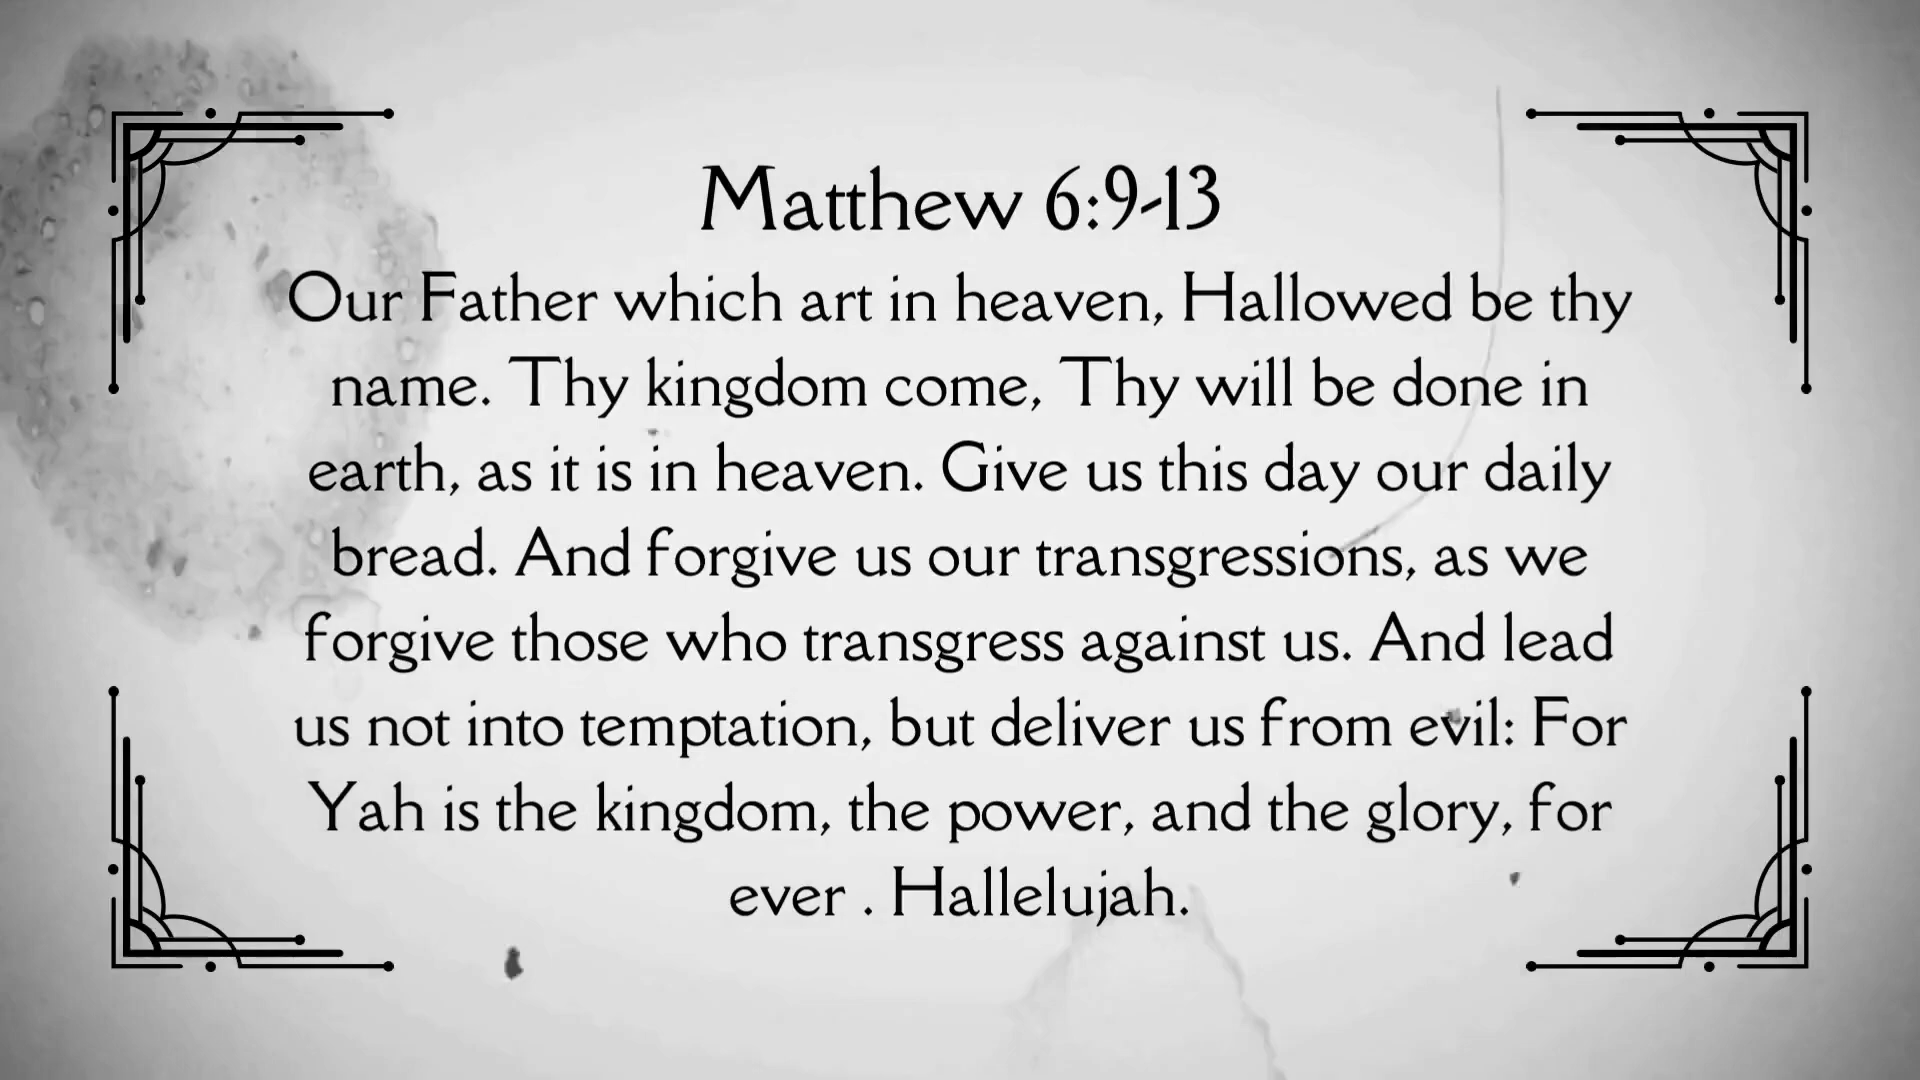 Matthew 6:9-13
Our Father which art in heaven, Hallowed be thy
name. Thy kingdom come, Thy will be done in
earth, as it is in heaven. Give us this day our daily
bread. And forgive us our transgressions, as we
forgive those who transgress against us. And lead
us not into temptation, but deliver us from evil: For
Yah is the kingdom, the power, and the glory, for
ever . Hallelujah.